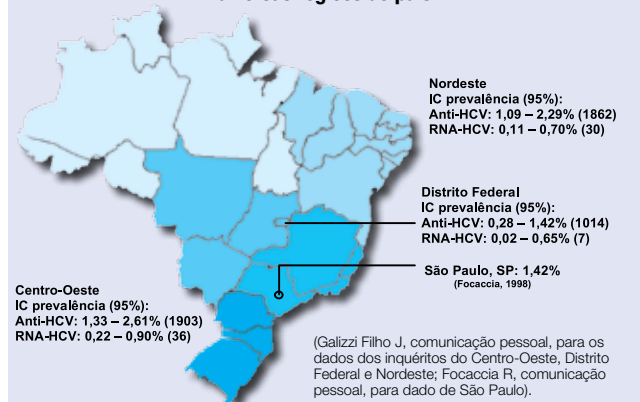 Nordeste
IC prevalência (95%):
Anti-HCV: 1,09 – 2,29% (1862)
RNA-HCV: 0,11 – 0,70% (30)
Distrito Federal
IC prevalência (95%):
Anti-HCV: 0,28 – 1,42% (1014)
RNA-HCV: 0,02 – 0,65% (7)
São Paulo, SP: 1,42%
(Focaccia, 1998)
Centro-Oeste
IC prevalência (95%):
Anti-HCV: 1,33 – 2,61% (1903)
RNA-HCV: 0,22 – 0,90% (36)
(Galizzi Filho J, comunicação pessoal, para os
dados dos inquéritos do Centro-Oeste, Distrito
Federal e Nordeste; Focaccia R, comunicação
pessoal, para dado de São Paulo).